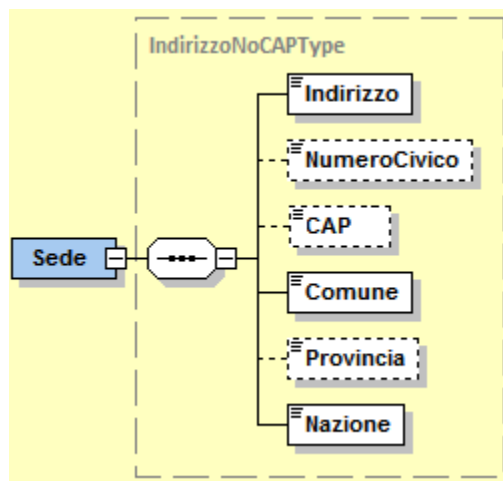 IndirizzoNoCAPType
Indirizzo
NumeroCivico
CAP
Sede
Comune
Provincia
Nazione